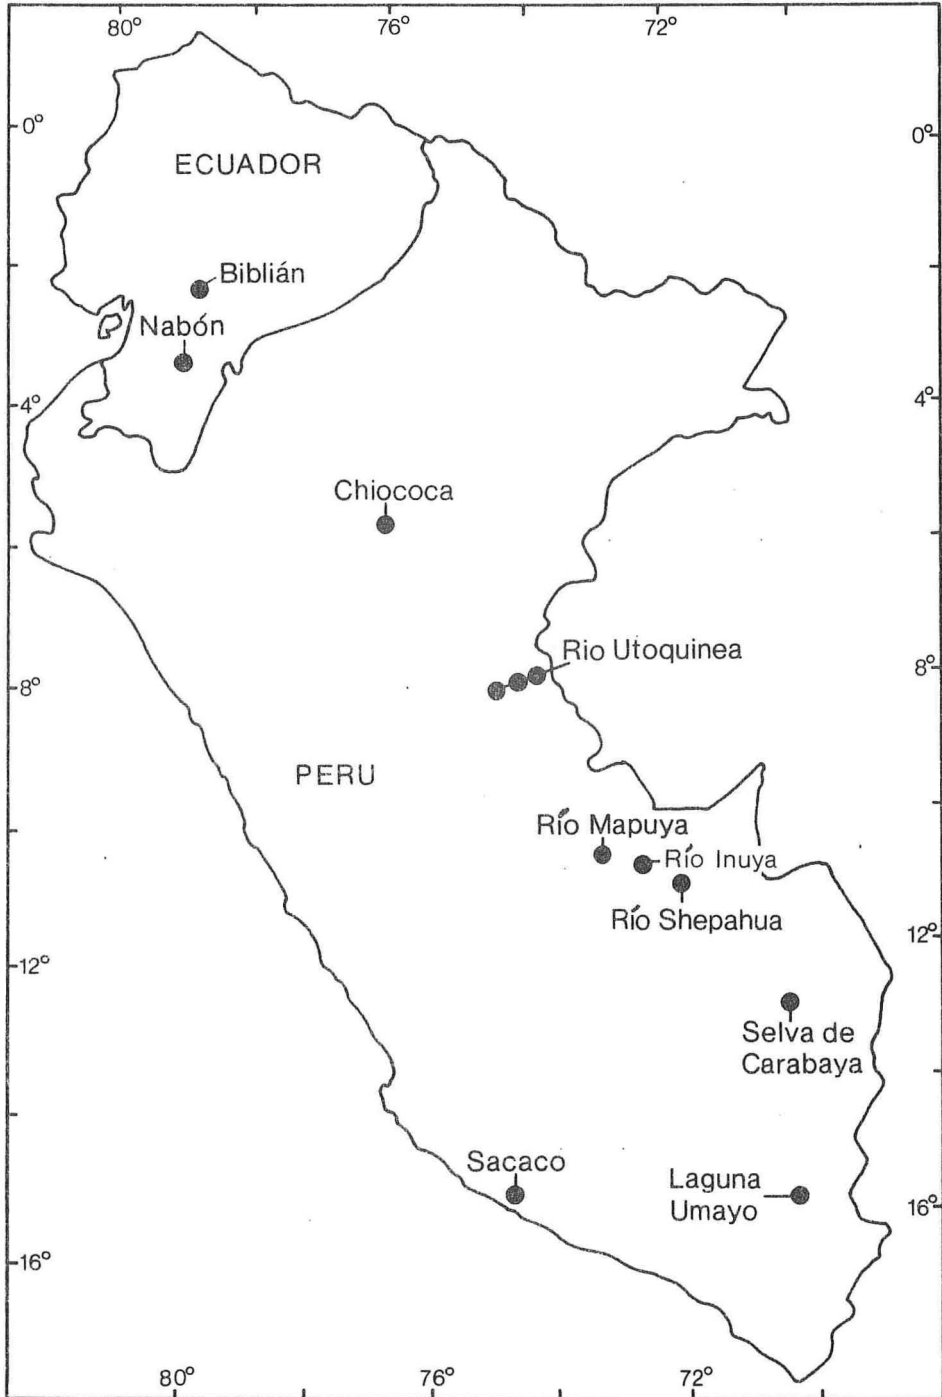 80°
76°
72°
0°
0°
ECUADOR
Biblián
Nabón
4°
4°
Chiococa
Rio Utoquinea
8°
8°
PERU
Río Mapuya
Río Inuya
Río Shepahua
12°
12°
Selva de
Carabaya
Sacaco
Laguna
Umayo
16°
16°
80°
76°
72°